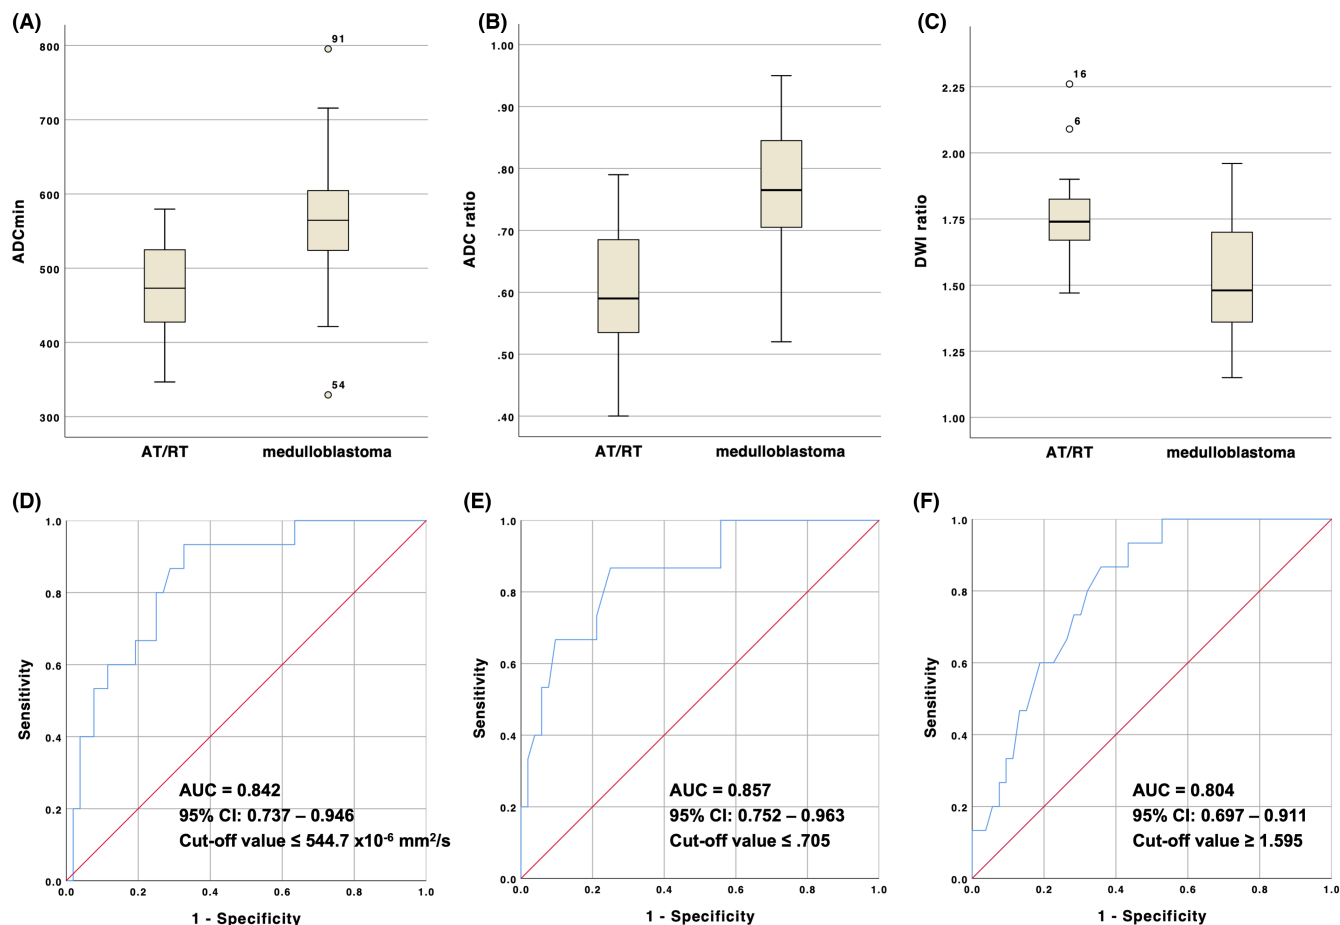 (A)
800
700
600
500
400
300
ADCmin
91
54
AT/RT
medulloblastoma
(B)
1.00
.90
.80
.70
.60
.50
.40
ADC ratio
AT/RT
medulloblastoma
(C)
2.25
2.00
1.75
1.50
1.25
1.00
DWI ratio
16
6
AT/RT
medulloblastoma
(D)
1.0
0.8
0.6
0.4
0.2
0.0
Sensitivity
AUC = 0.842
95% CI: 0.737 – 0.946
Cut-off value ≤ 544.7 x10-6 mm2/s
0.0 0.2 0.4 0.6 0.8 1.0
1 - Specificity
(E)
1.0
0.8
0.6
0.4
0.2
0.0
Sensitivity
AUC = 0.857
95% CI: 0.752 – 0.963
Cut-off value ≤ .705
0.0 0.2 0.4 0.6 0.8 1.0
1 - Specificity
(F)
1.0
0.8
0.6
0.4
0.2
0.0
Sensitivity
AUC = 0.804
95% CI: 0.697 – 0.911
Cut-off value ≥ 1.595
0.0 0.2 0.4 0.6 0.8 1.0
1 - Specificity